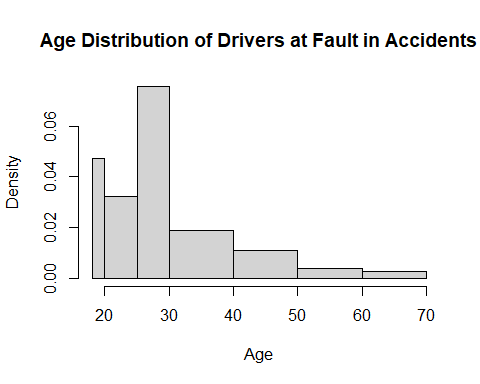 Age Distribution of Drivers at Fault in Accidents
Density
0.00 0.02 0.04 0.06
20 30 40 50 60 70
Age